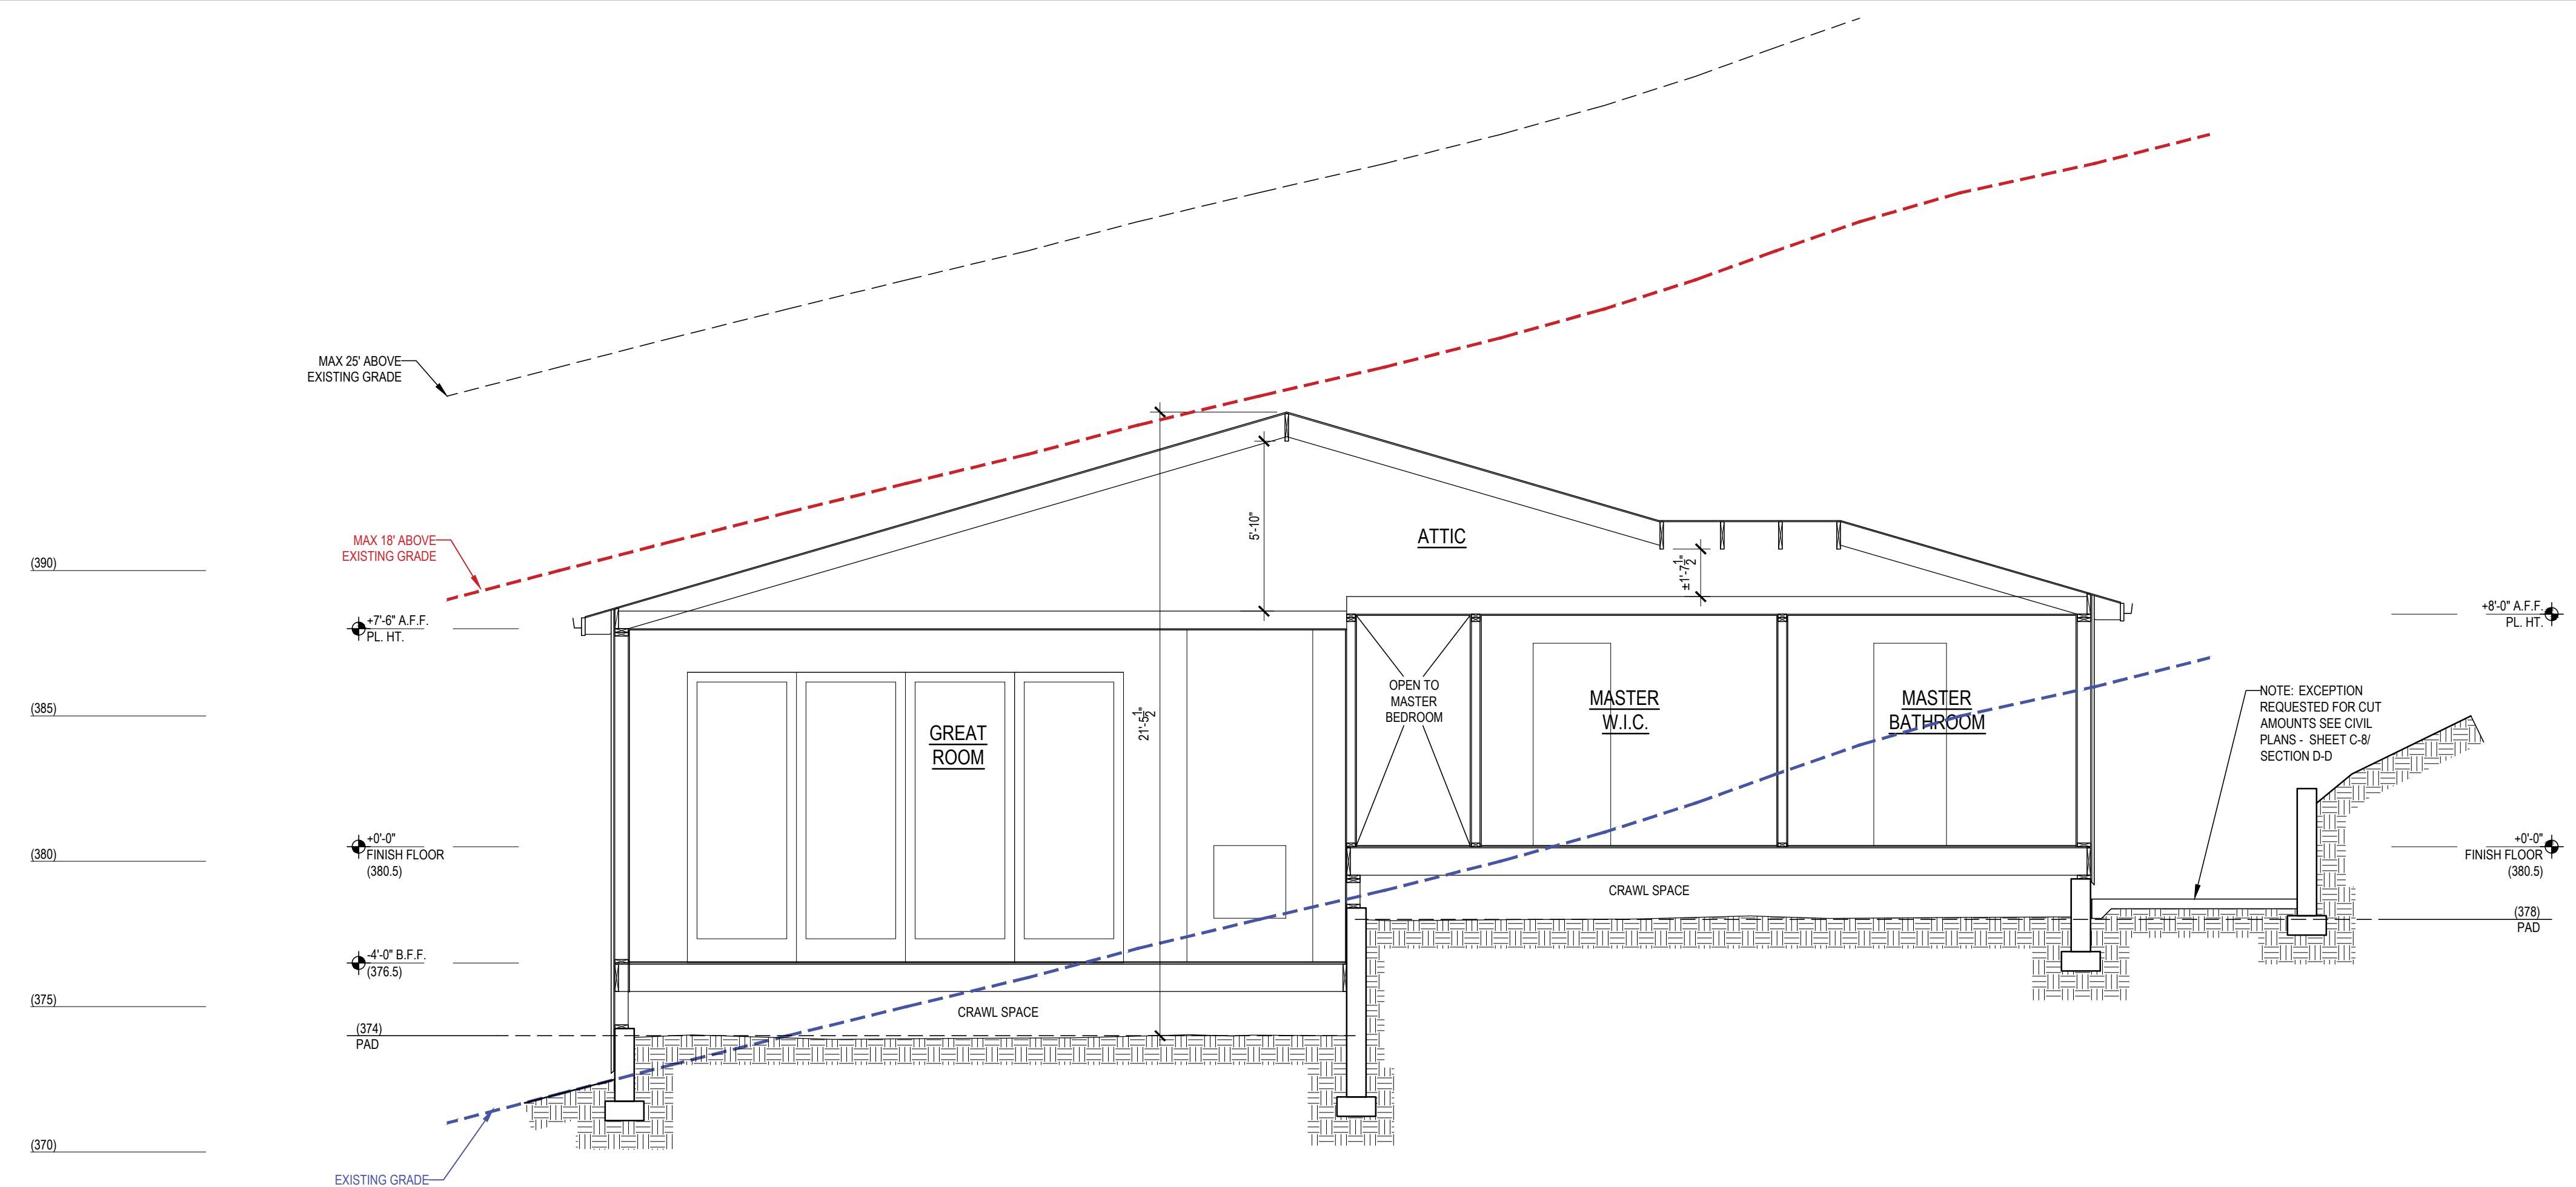 MAX 25' ABOVE
EXISTING GRADE
MAX 18' ABOVE
EXISTING GRADE
(390)
+7'-6" A.F.F.
PL. HT.
(385)
+0'-0"
FINISH FLOOR
(380.5)
(380)
-4'-0" B.F.F.
(376.5)
(375)
(374)
PAD
(370)
EXISTING GRADE
5'-10"
ATTIC
±1'-7 1/2"
21'-5 1/2"
GREAT
ROOM
OPEN TO
MASTER
BEDROOM
MASTER
W.I.C.
MASTER
BATHROOM
CRAWL SPACE
CRAWL SPACE
+8'-0" A.F.F.
PL. HT.
NOTE: EXCEPTION
REQUESTED FOR CUT
AMOUNTS SEE CIVIL
PLANS - SHEET C-8/
SECTION D-D
+0'-0"
FINISH FLOOR
(380.5)
(378)
PAD